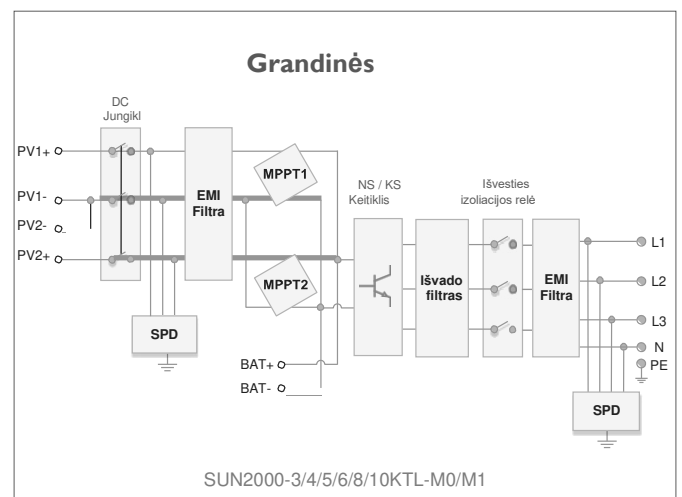 Grandinės
DC
Jungikl
PV1+
PV1-
PV2-
PV2+
EMI
Filtra
MPPT1
MPPT2
SPD
BAT+
BAT-
NS / KS
Keitiklis
Išvado
filtras
Išvesties
izoliacijos relé
EMI
Filtra
L1
L2
L3
N
PE
SPD
SUN2000-3/4/5/6/8/10KTL-M0/M1